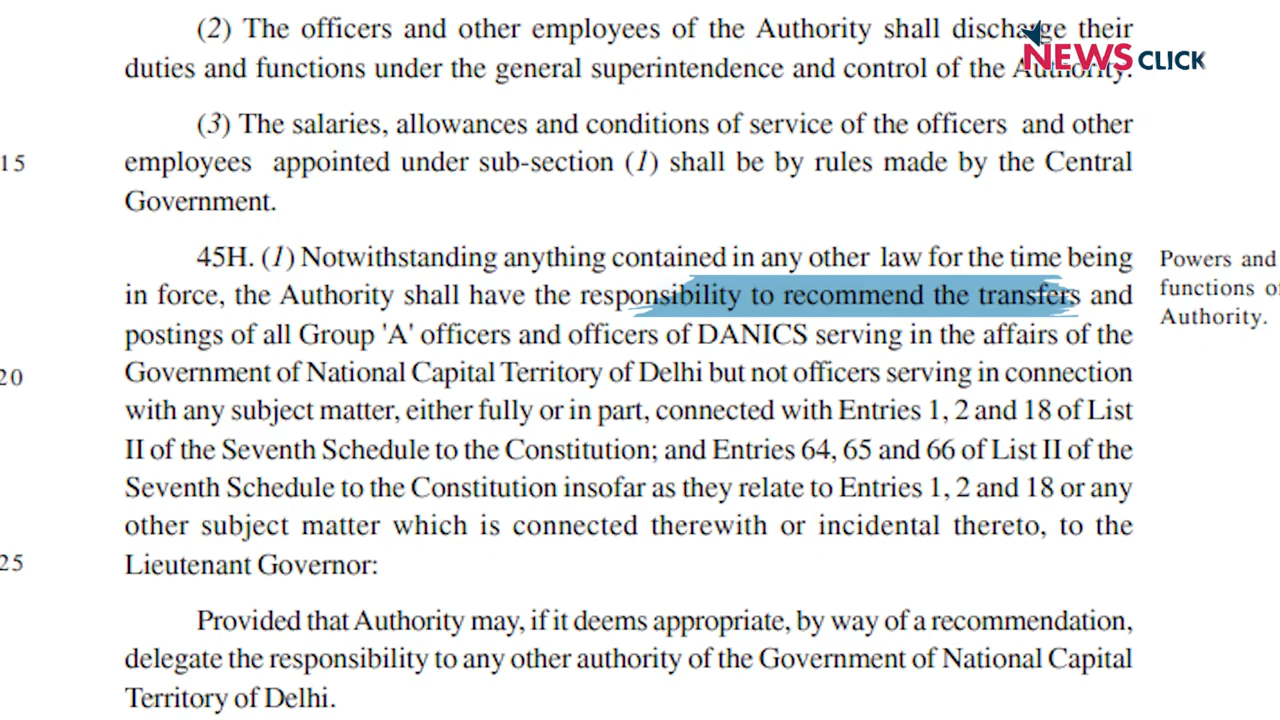 (2) The officers and other employees of the Authority shall discharge their
duties and functions under the general superintendence and control of the Authority.
NEWSCLICK
(3) The salaries, allowances and conditions of service of the officers and other
15
employees appointed under sub-section (1) shall be by rules made by the Central
Government.
45H. (1) Notwithstanding anything contained in any other law for the time being
in force, the Authority shall have the responsibility to recommend the transfers and
postings of all Group 'A' officers and officers of DANICS serving in the affairs of the
20
Government of National Capital Territory of Delhi but not officers serving in connection
with any subject matter, either fully or in part, connected with Entries 1, 2 and 18 of List
II of the Seventh Schedule to the Constitution; and Entries 64, 65 and 66 of List II of the
Seventh Schedule to the Constitution insofar as they relate to Entries 1, 2 and 18 or any
other subject matter which is connected therewith or incidental thereto, to the
25
Lieutenant Governor:
Provided that Authority may, if it deems appropriate, by way of a recommendation,
delegate the responsibility to any other authority of the Government of National Capital
Territory of Delhi.
Powers and
functions o
Authority.